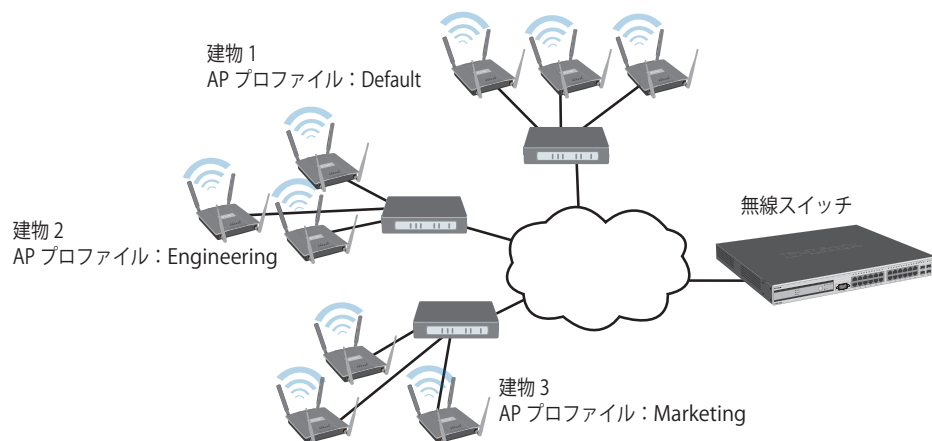 建物 1
AP プロファイル：Default
建物 2
AP プロファイル：Engineering
無線スイッチ
建物 3
AP プロファイル：Marketing